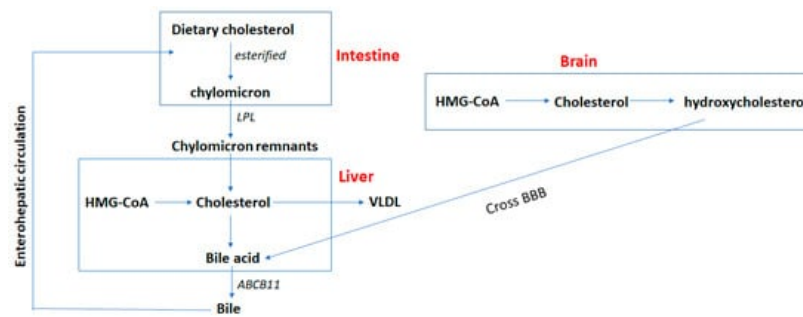 Dietary cholesterol
esterified
Intestine
chylomicron
LPL
Chylomicron remnants
Enterohepatic circulation
Liver
HMG-CoA
Cholesterol
VLDL
Bile acid
ABCB11
Bile
Brain
HMG-CoA
Cholesterol
hydroxycholesterol
Cross BBB